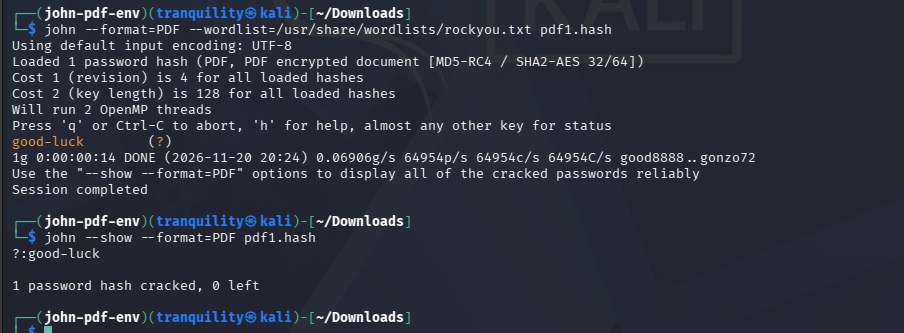 KALI
┌──(john-pdf-env)(tranquility㉿kali)-[~/Downloads]
└─$ john --format=PDF --wordlist=/usr/share/wordlists/rockyou.txt pdf1.hash
Using default input encoding: UTF-8
Loaded 1 password hash (PDF, PDF encrypted document [MD5-RC4 / SHA2-AES 32/64])
Cost 1 (revision) is 4 for all loaded hashes
Cost 2 (key length) is 128 for all loaded hashes
Will run 2 OpenMP threads
Press 'q' or Ctrl-C to abort, 'h' for help, almost any other key for status
good-luck        (?)
1g 0:00:00:14 DONE (2026-11-20 20:24) 0.06906g/s 64954p/s 64954c/s 64954C/s good8888..gonzo72
Use the "--show --format=PDF" options to display all of the cracked passwords reliably
Session completed
┌──(john-pdf-env)(tranquility㉿kali)-[~/Downloads]
└─$ john --show --format=PDF pdf1.hash
?:good-luck
1 password hash cracked, 0 left
┌──(john-pdf-env)(tranquility㉿kali)-[~/Downloads]
└─$